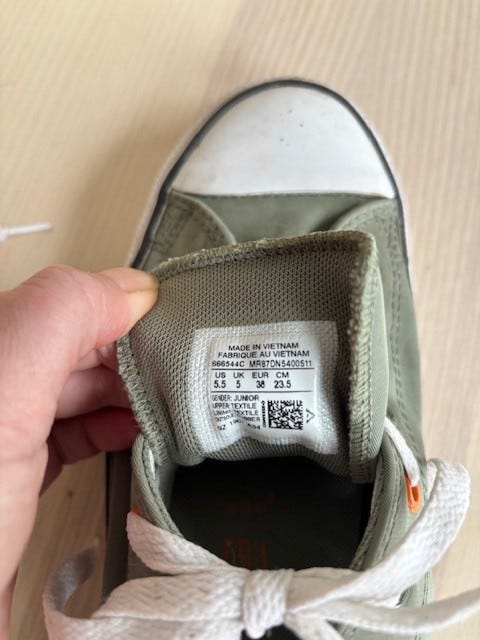 MADE IN VIETNAM
FABRIQUE AU VIETNAM
666544C MR87DN5400511
US UK EUR CM
5.5 5 38 23.5
GENDER: JUNIOR
UPPER: TEXTILE
TEXTILE